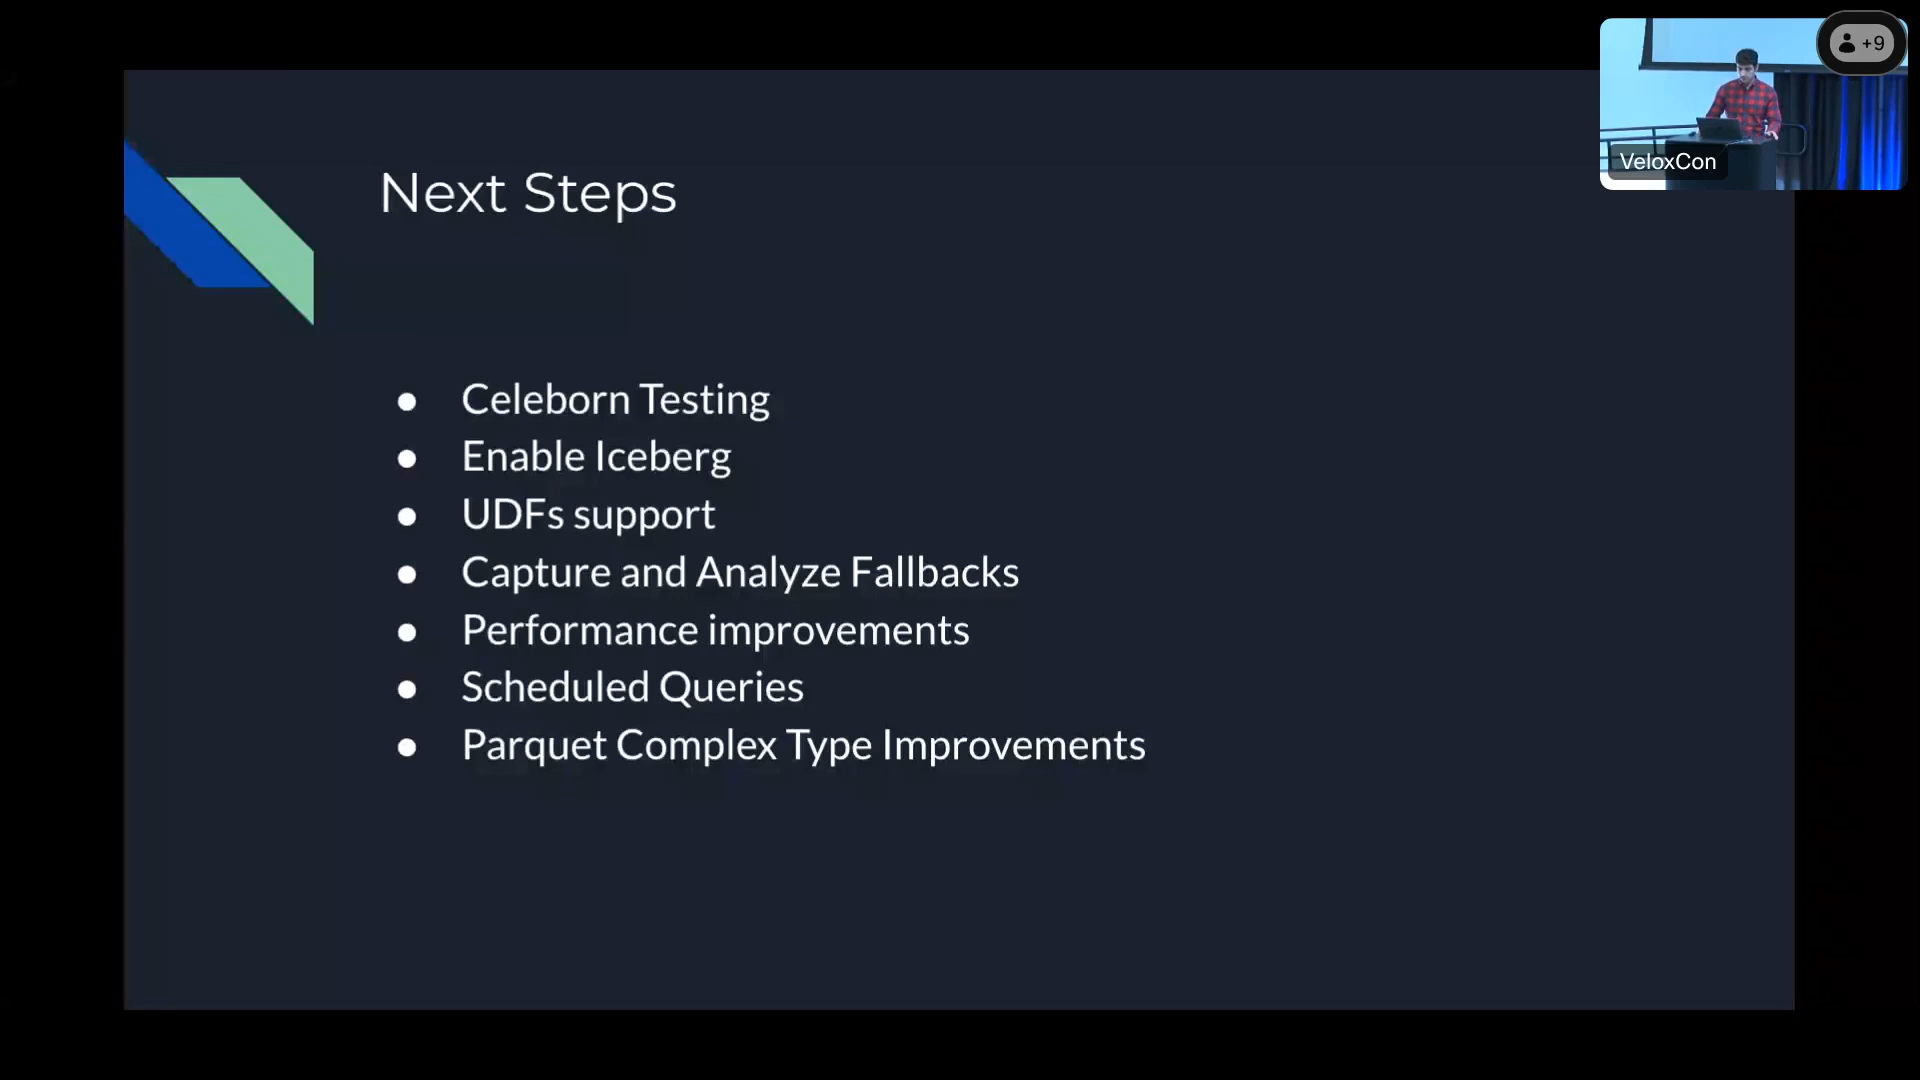 +9
VeloxCon
Next Steps
● Celeborn Testing
● Enable Iceberg
● UDFs support
● Capture and Analyze Fallbacks
● Performance improvements
● Scheduled Queries
● Parquet Complex Type Improvements